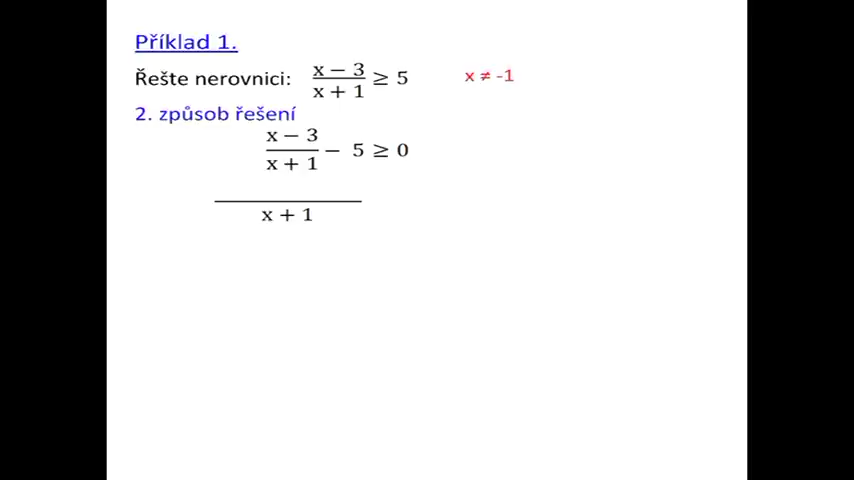 Příklad 1.
Řešte nerovnici: (x − 3)/(x + 1) ≥ 5 x ≠ -1
2. způsob řešení
(x − 3)/(x + 1) − 5 ≥ 0
x + 1